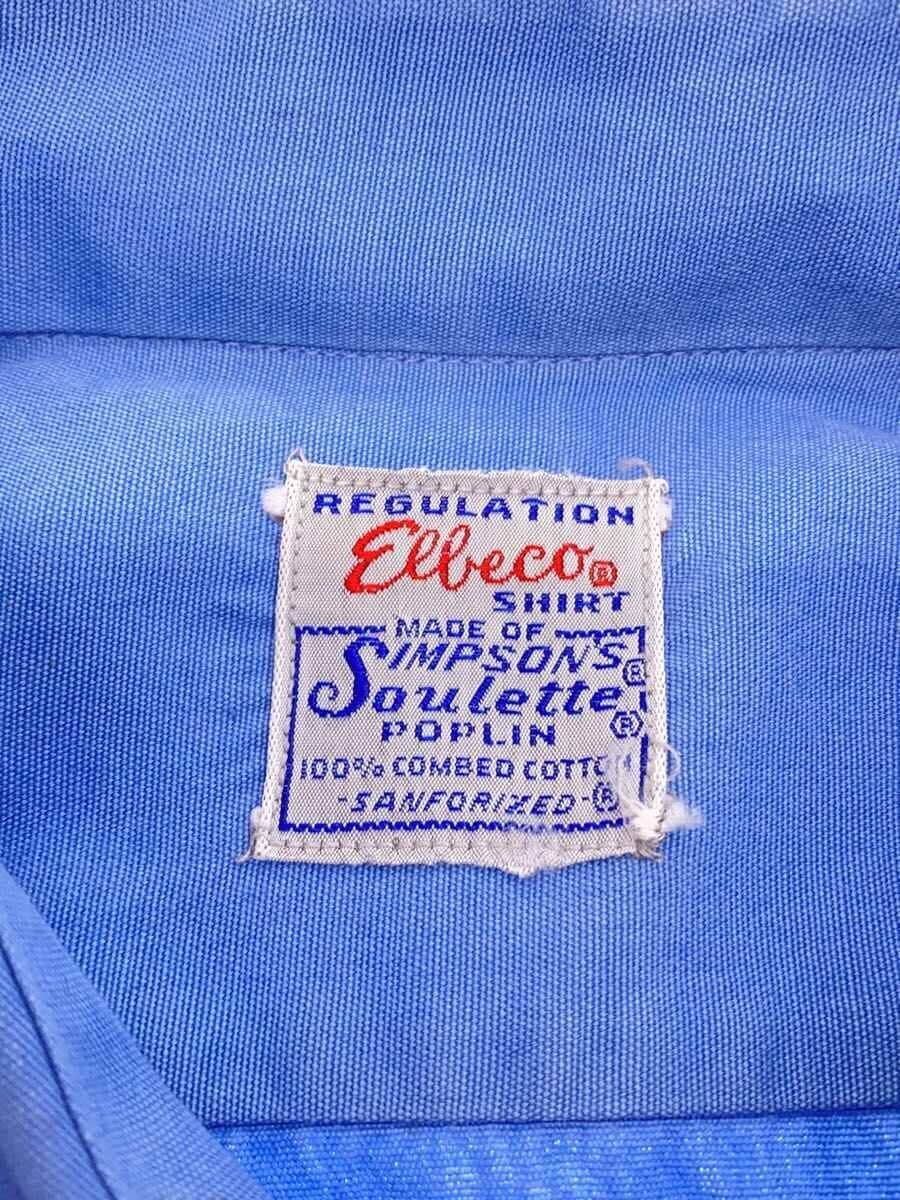 REGULATION
Elbeco®
SHIRT
MADE OF
SIMPSON'S®
Soulette®
POPLIN
100% COMBED COTTON
-SANFORIZED-®